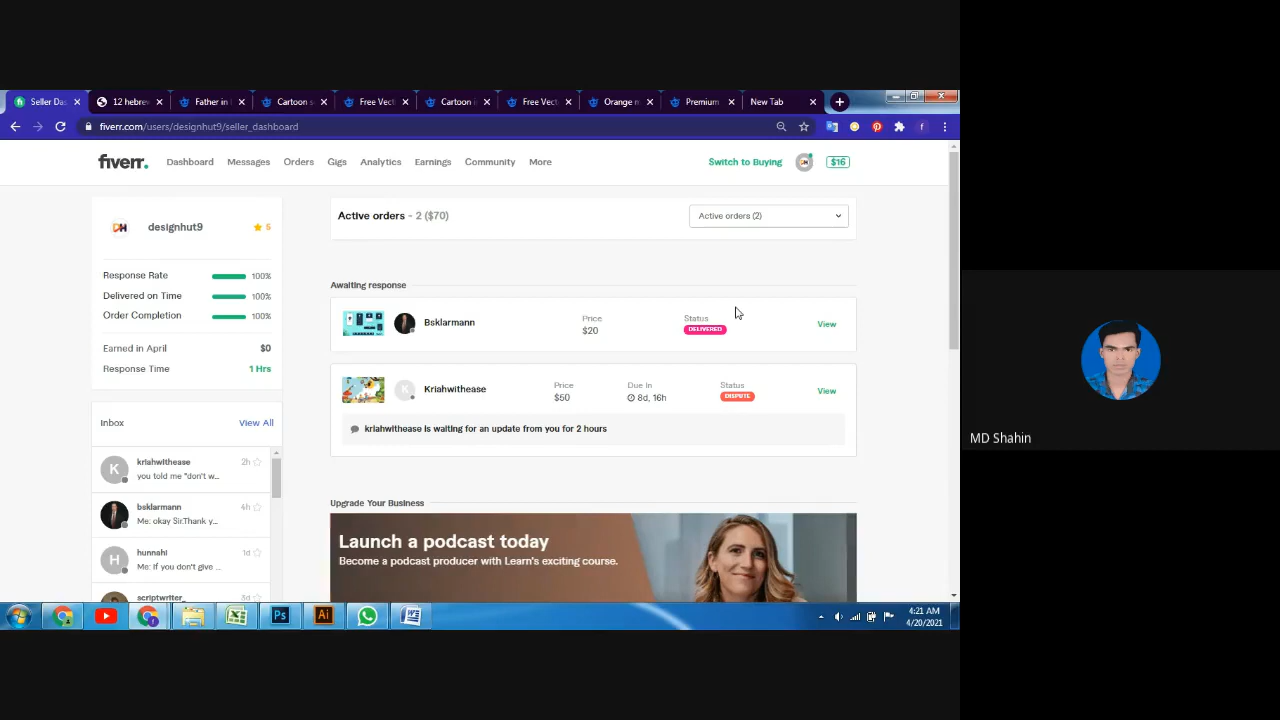 Seller Das
12 hebrew
Father in
Cartoon s
Free Vect
Cartoon i
Free Vect
Orange m
Premium
New Tab
fiverr.com/users/designhut9/seller_dashboard
fiverr.
Dashboard
Messages
Orders
Gigs
Analytics
Earnings
Community
More
Switch to Buying
$16
DH
designhut9
5
Response Rate
100%
Delivered on Time
100%
Order Completion
100%
Earned in April
$0
Response Time
1 Hrs
Inbox
View All
K
kriahwithease
2h
you told me "don't w...
bsklarmann
4h
Me: okay Sir.Thank y...
H
hunnahl
1d
Me: If you don't give ...
scriptwriter_
3d
Active orders - 2 ($70)
Active orders (2)
Awaiting response
Bsklarmann
Price
$20
Status
DELIVERED
View
K
Kriahwithease
Price
$50
Due In
8d, 16h
Status
DISPUTE
View
kriahwithease is waiting for an update from you for 2 hours
Upgrade Your Business
Launch a podcast today
Become a podcast producer with Learn's exciting course.
Ps
Ai
4:21 AM
4/20/2021
MD Shahin